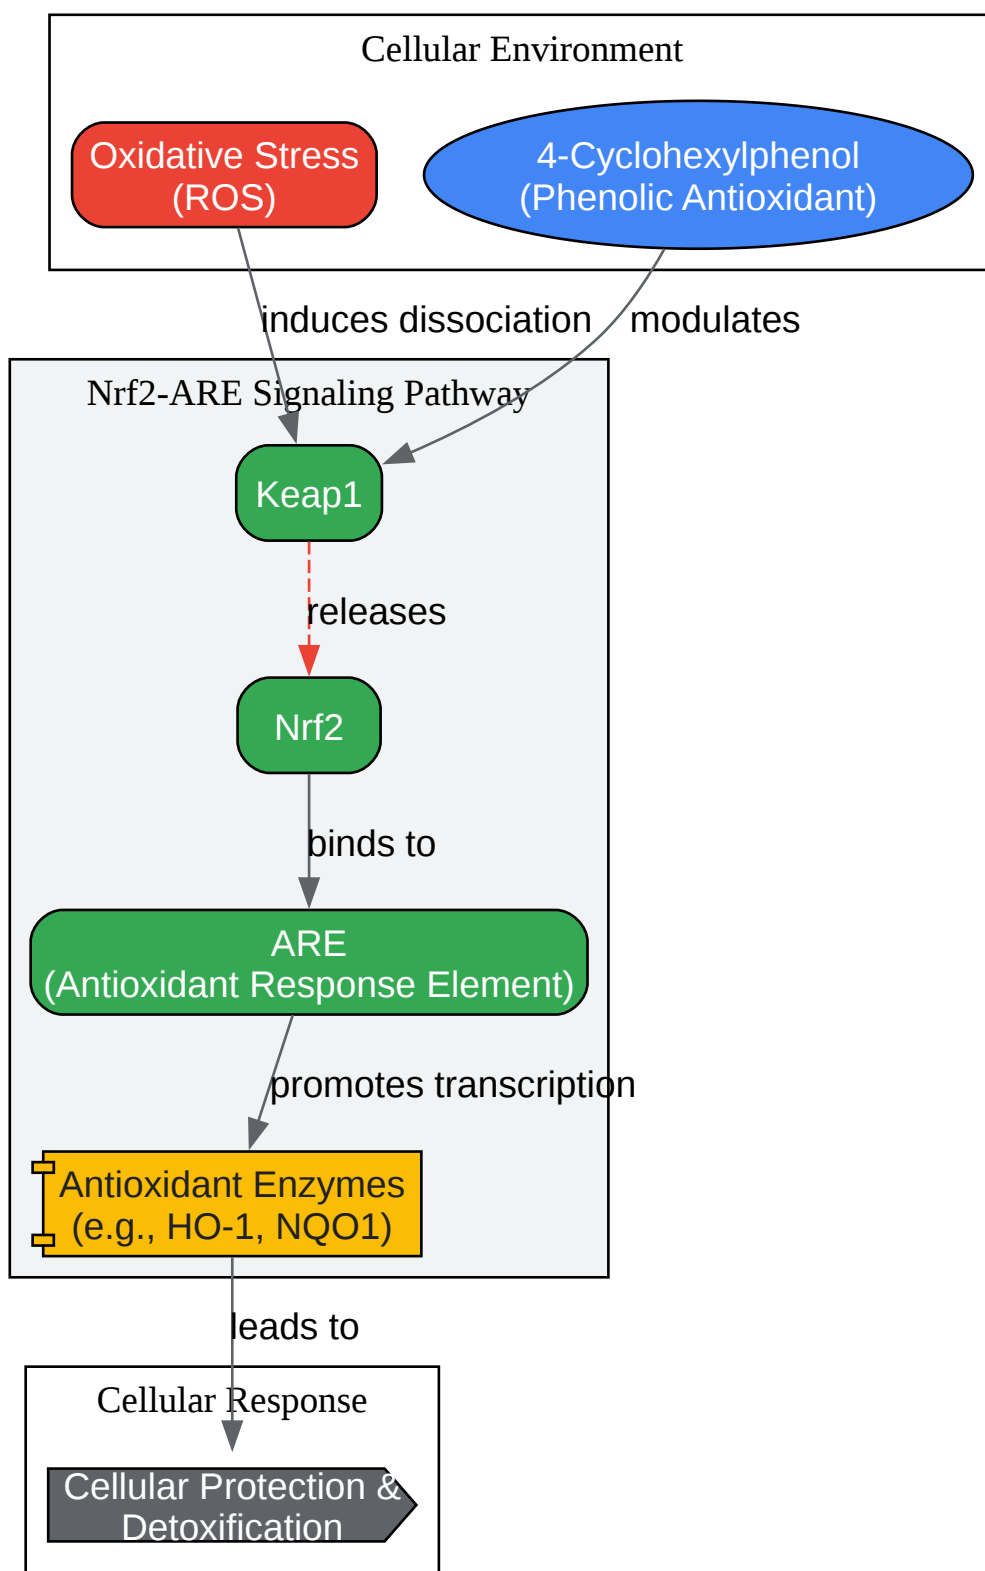 Cellular Environment
Oxidative Stress
(ROS)
4-Cyclohexylphenol
(Phenolic Antioxidant)
induces dissociation
modulates
Nrf2-ARE Signaling Pathway
Keap1
releases
Nrf2
binds to
ARE
(Antioxidant Response Element)
promotes transcription
Antioxidant Enzymes
(e.g., HO-1, NQO1)
leads to
Cellular Response
Cellular Protection &
Detoxification